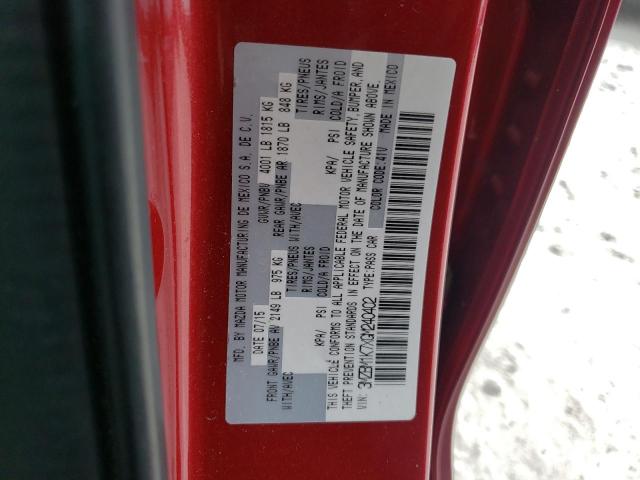 MFD. BY MAZDA MOTOR MANUFACTURING DE MEXICO S.A. DE C.V.
DATE 07/15 GVWR/PNBV 4001 LB 1815 KG
FRONT GAWR/PNBE AV 2149 LB 975 KG REAR GAWR/PNBE AR 1870 LB 848 KG
WITH/AVEC TIRES/PNEUS WITH/AVEC TIRES/PNEUS
RIMS/JANTES RIMS/JANTES
KPA/ PSI COLD/A FROID KPA/ PSI COLD/A FROID
THIS VEHICLE CONFORMS TO ALL APPLICABLE FEDERAL MOTOR VEHICLE SAFETY, BUMPER, AND
THEFT PREVENTION STANDARDS IN EFFECT ON THE DATE OF MANUFACTURE SHOWN ABOVE.
VIN: 3MZBM1K7XGM240402 TYPE:PASS CAR COLOR CODE:41V MADE IN MEXICO